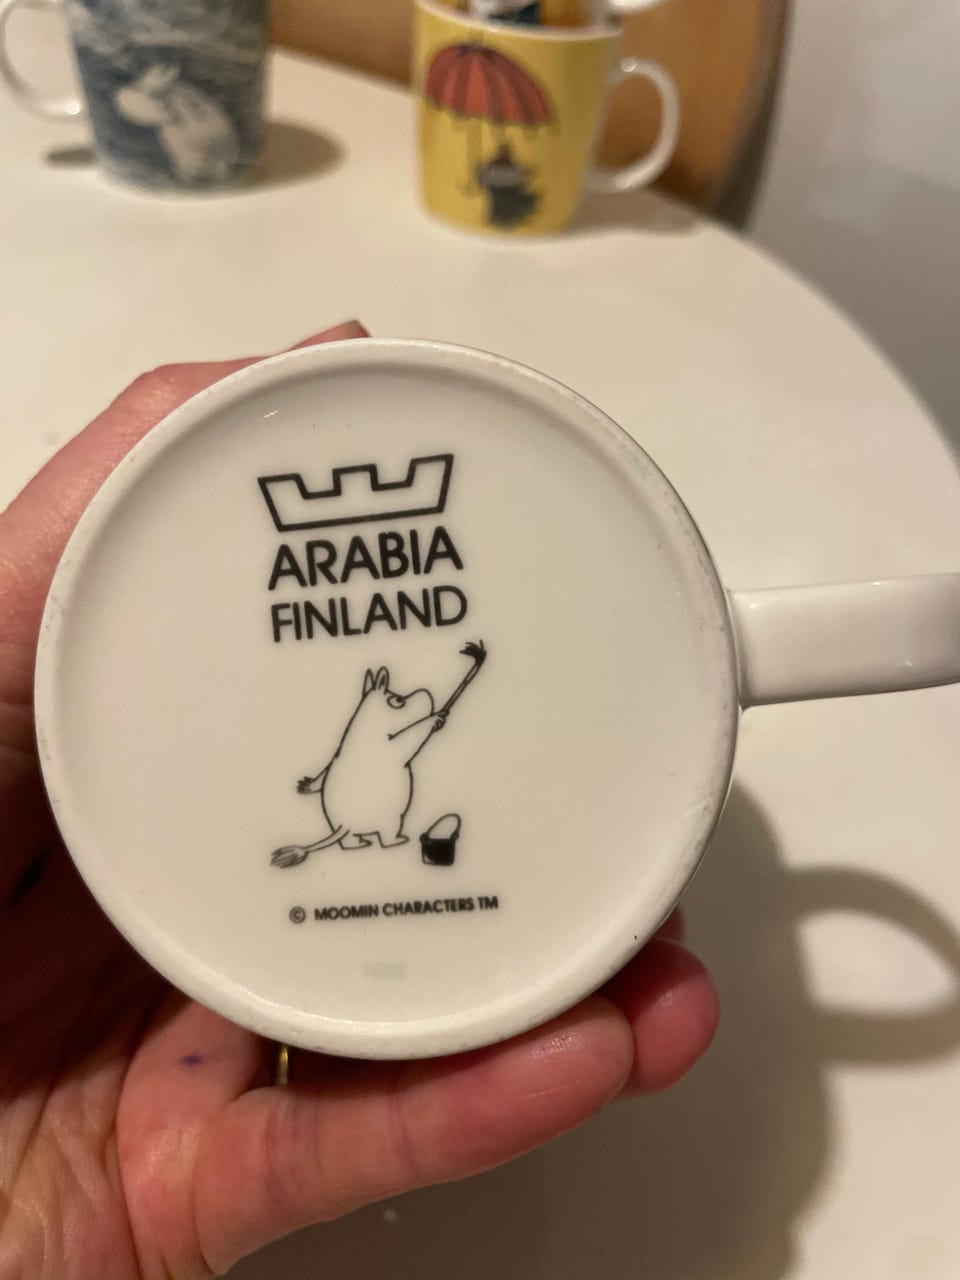 ARABIA
FINLAND
© MOOMIN CHARACTERS ™